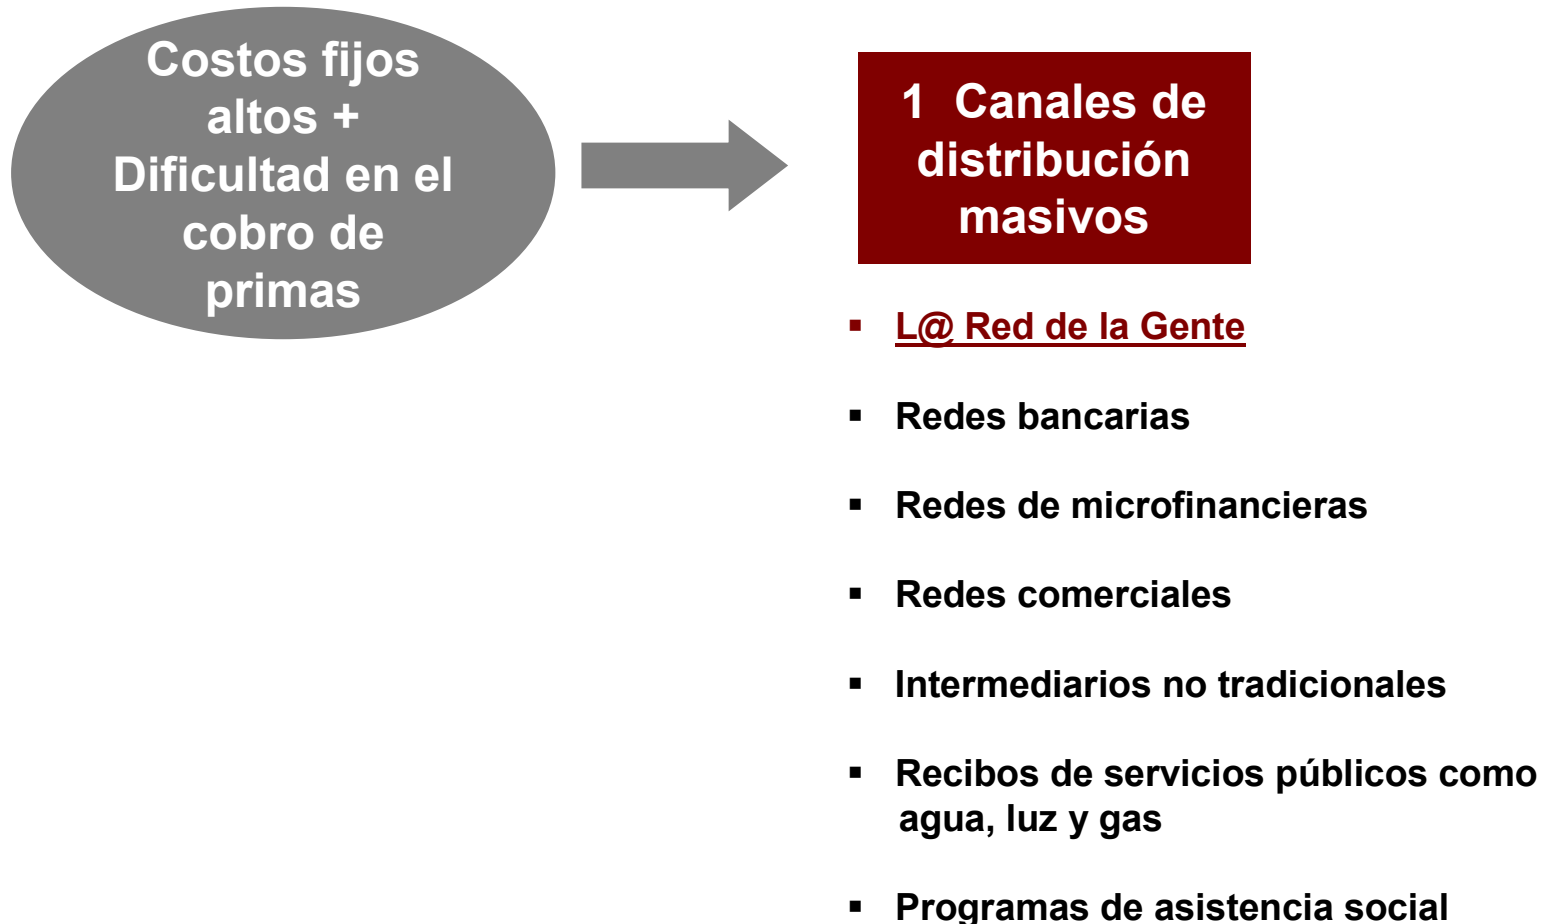 Costos fijos
altos +
Dificultad en el
cobro de
primas
1 Canales de
distribución
masivos
▪ L@ Red de la Gente
▪ Redes bancarias
▪ Redes de microfinancieras
▪ Redes comerciales
▪ Intermediarios no tradicionales
▪ Recibos de servicios públicos como
agua, luz y gas
▪ Programas de asistencia social